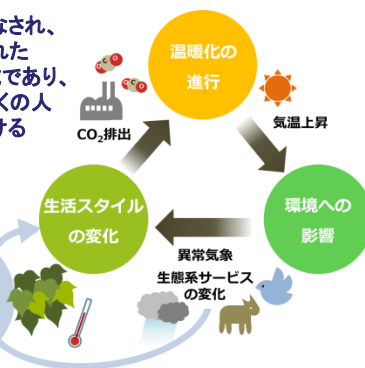 なされ、
れた
であり、
くの人
ける
温暖化の
進行
CO₂排出
気温上昇
生活スタイル
の変化
環境への
影響
異常気象
生態系サービス
の変化